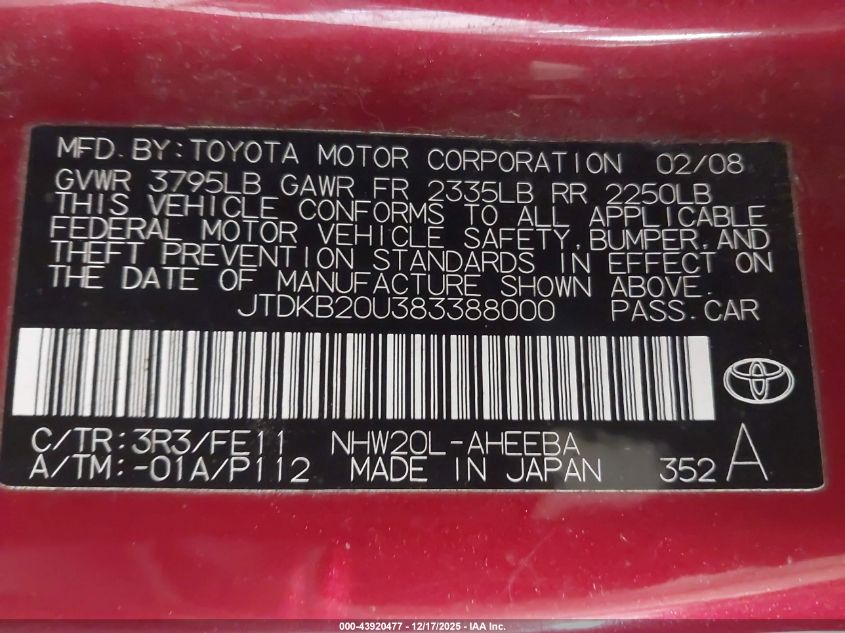 MFD. BY: TOYOTA MOTOR CORPORATION 02/08
GVWR 3795LB GAWR FR 2335LB RR 2250LB
THIS VEHICLE CONFORMS TO ALL APPLICABLE
FEDERAL MOTOR VEHICLE SAFETY, BUMPER, AND
THEFT PREVENTION STANDARDS IN EFFECT ON
THE DATE OF MANUFACTURE SHOWN ABOVE.
JTDKB20U383388000 PASS. CAR
C/TR: 3R3/FE11 NHW20L-AHEEBA
A/TM: -01A/P112 MADE IN JAPAN 352 A
000-43920477 - 12/17/2025 - IAA Inc.